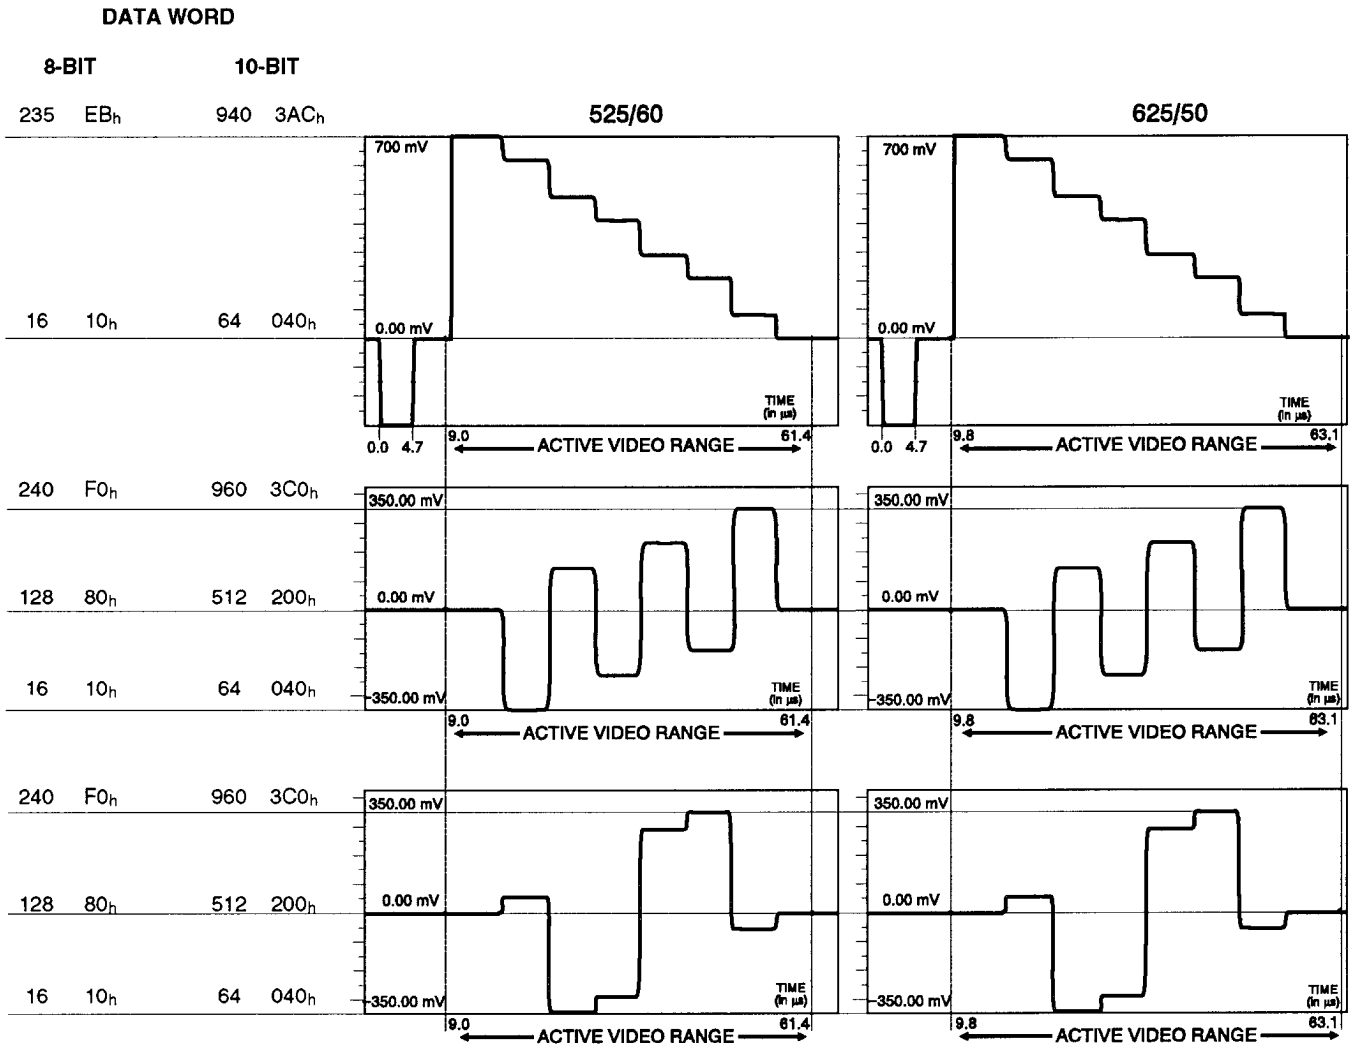 DATA WORD
8-BIT 10-BIT
235 EBh 940 3ACh 525/60 625/50
700 mV 700 mV
16 10h 64 040h 0.00 mV 0.00 mV
TIME (in µs) TIME (in µs)
0.0 4.7 9.0 ACTIVE VIDEO RANGE 61.4 0.0 4.7 9.8 ACTIVE VIDEO RANGE 63.1
240 F0h 960 3C0h 350.00 mV 350.00 mV
128 80h 512 200h 0.00 mV 0.00 mV
16 10h 64 040h -350.00 mV TIME (in µs) -350.00 mV TIME (in µs)
9.0 ACTIVE VIDEO RANGE 61.4 9.8 ACTIVE VIDEO RANGE 63.1
240 F0h 960 3C0h 350.00 mV 350.00 mV
128 80h 512 200h 0.00 mV 0.00 mV
16 10h 64 040h -350.00 mV TIME (in µs) -350.00 mV TIME (in µs)
9.0 ACTIVE VIDEO RANGE 61.4 9.8 ACTIVE VIDEO RANGE 63.1